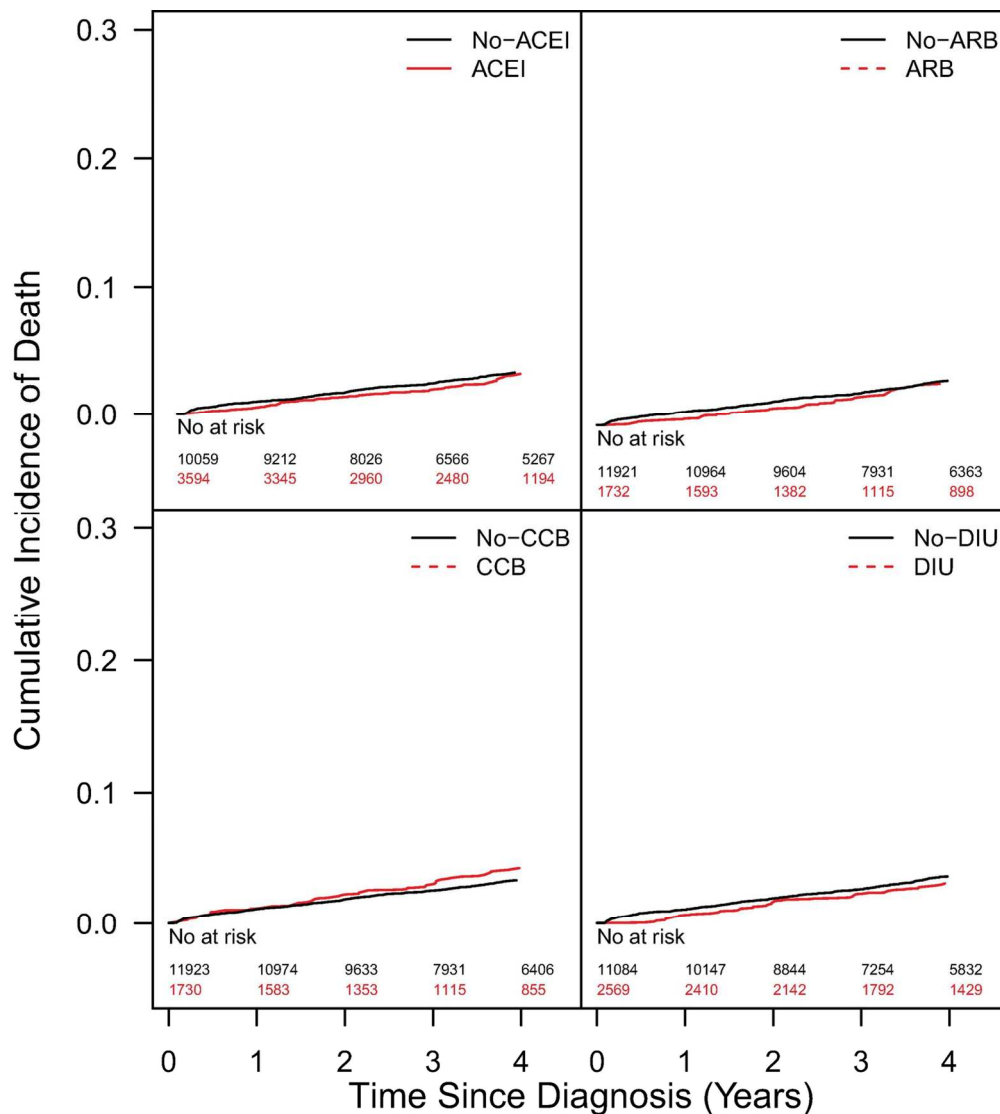 Cumulative Incidence of Death
0.3
0.2
0.1
0.0
No-ACEI
ACEI
No at risk
10059 9212 8026 6566 5267
3594 3345 2960 2480 1194
No-ARB
ARB
No at risk
11921 10964 9604 7931 6363
1732 1593 1382 1115 898
0.3
0.2
0.1
0.0
No-CCB
CCB
No at risk
11923 10974 9633 7931 6406
1730 1583 1353 1115 855
No-DIU
DIU
No at risk
11084 10147 8844 7254 5832
2569 2410 2142 1792 1429
0 1 2 3 4
0 1 2 3 4
Time Since Diagnosis (Years)